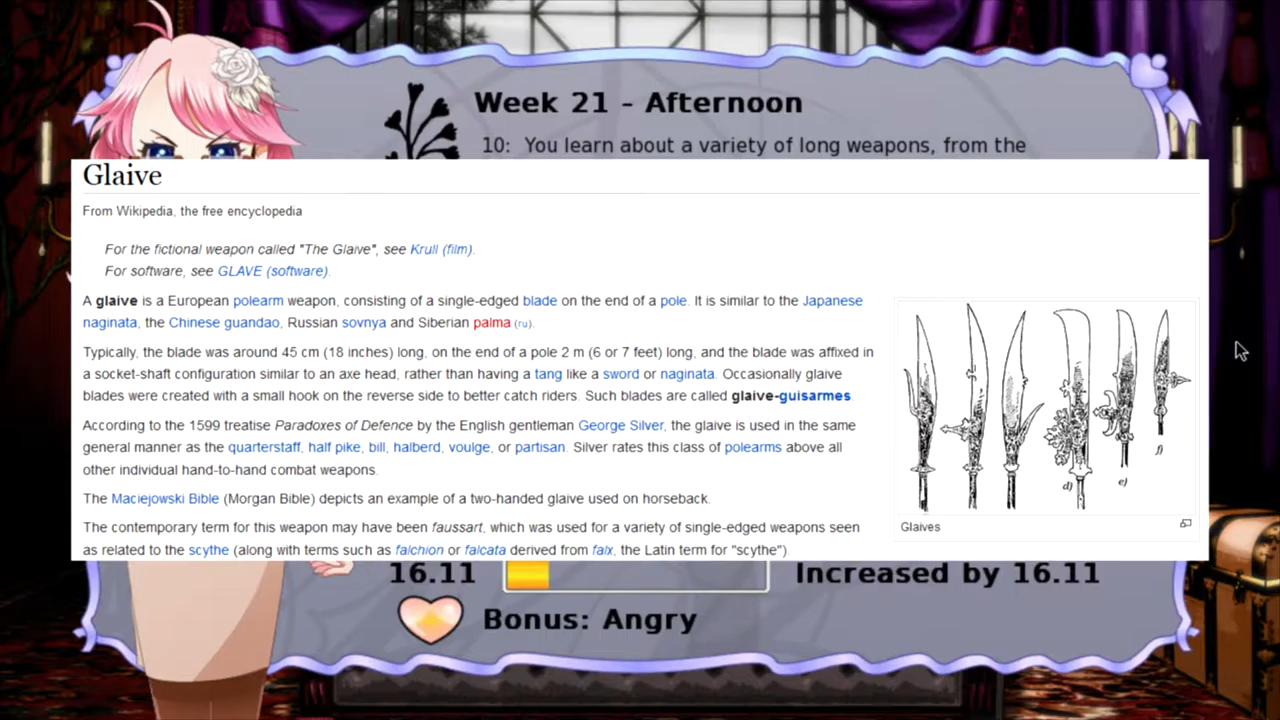 Week 21 - Afternoon
10: You learn about a variety of long weapons, from the
Glaive
From Wikipedia, the free encyclopedia
For the fictional weapon called "The Glaive", see Krull (film).
For software, see GLAVE (software).
A glaive is a European polearm weapon, consisting of a single-edged blade on the end of a pole. It is similar to the Japanese
naginata, the Chinese guandao, Russian sovnya and Siberian palma (ru).
Typically, the blade was around 45 cm (18 inches) long, on the end of a pole 2 m (6 or 7 feet) long, and the blade was affixed in
a socket-shaft configuration similar to an axe head, rather than having a tang like a sword or naginata. Occasionally glaive
blades were created with a small hook on the reverse side to better catch riders. Such blades are called glaive-guisarmes.
According to the 1599 treatise Paradoxes of Defence by the English gentleman George Silver, the glaive is used in the same
general manner as the quarterstaff, half pike, bill, halberd, voulge, or partisan. Silver rates this class of polearms above all
other individual hand-to-hand combat weapons.
The Maciejowski Bible (Morgan Bible) depicts an example of a two-handed glaive used on horseback.
The contemporary term for this weapon may have been faussart, which was used for a variety of single-edged weapons seen
as related to the scythe (along with terms such as falchion or falcata derived from falx, the Latin term for "scythe").
d)
e)
f)
Glaives
16.11
Increased by 16.11
Bonus: Angry